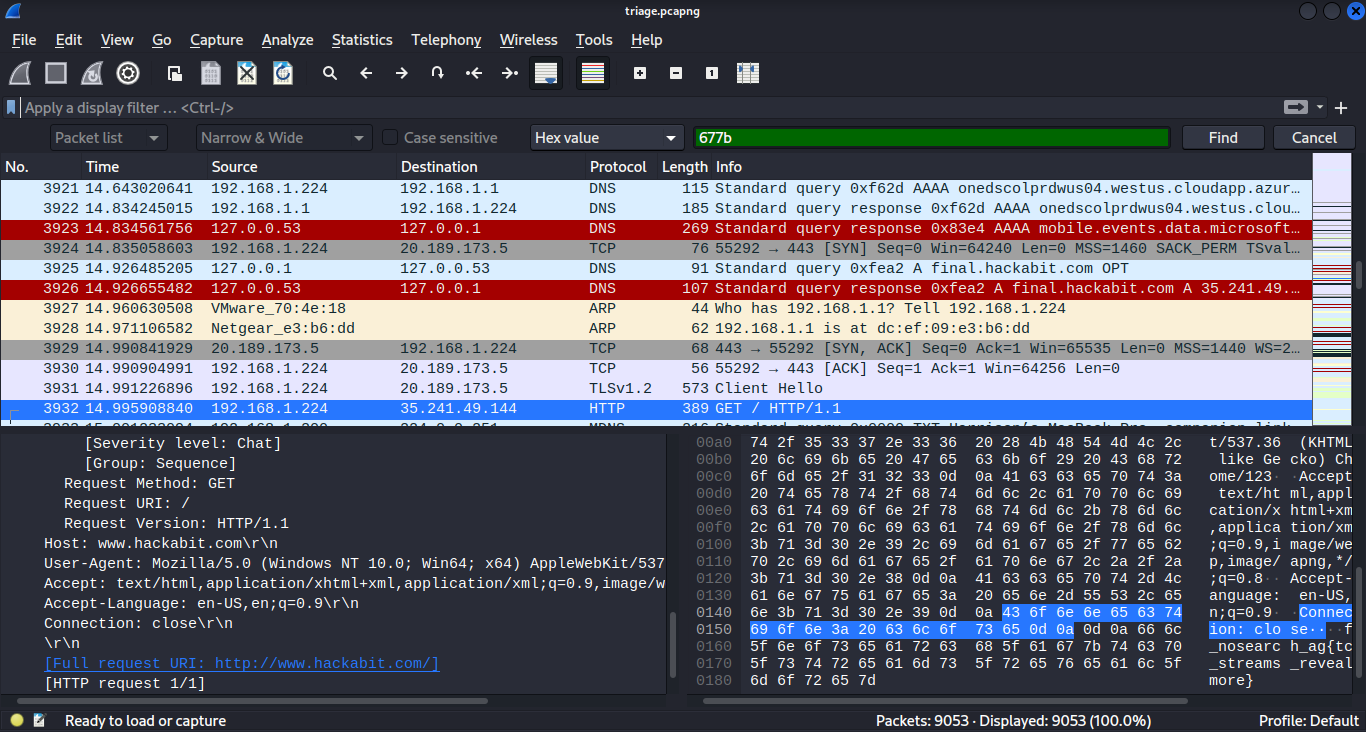 triage.pcapng
File Edit View Go Capture Analyze Statistics Telephony Wireless Tools Help
Apply a display filter … <Ctrl-/>
Packet list Narrow & Wide Case sensitive Hex value 677b Find Cancel
No. Time Source Destination Protocol Length Info
3921 14.643020641 192.168.1.224 192.168.1.1 DNS 115 Standard query 0xf62d AAAA onedscolprdwus04.westus.cloudapp.azur…
3922 14.834245015 192.168.1.1 192.168.1.224 DNS 185 Standard query response 0xf62d AAAA onedscolprdwus04.westus.clou…
3923 14.834561756 127.0.0.53 127.0.0.1 DNS 269 Standard query response 0x83e4 AAAA mobile.events.data.microsoft…
3924 14.835058603 192.168.1.224 20.189.173.5 TCP 76 55292 → 443 [SYN] Seq=0 Win=64240 Len=0 MSS=1460 SACK_PERM TSval…
3925 14.926485205 127.0.0.1 127.0.0.53 DNS 91 Standard query 0xfea2 A final.hackabit.com OPT
3926 14.926655482 127.0.0.53 127.0.0.1 DNS 107 Standard query response 0xfea2 A final.hackabit.com A 35.241.49.…
3927 14.960630508 VMware_70:4e:18 ARP 44 Who has 192.168.1.1? Tell 192.168.1.224
3928 14.971106582 Netgear_e3:b6:dd ARP 62 192.168.1.1 is at dc:ef:09:e3:b6:dd
3929 14.990841929 20.189.173.5 192.168.1.224 TCP 68 443 → 55292 [SYN, ACK] Seq=0 Ack=1 Win=65535 Len=0 MSS=1440 WS=2…
3930 14.990904991 192.168.1.224 20.189.173.5 TCP 56 55292 → 443 [ACK] Seq=1 Ack=1 Win=64256 Len=0
3931 14.991226896 192.168.1.224 20.189.173.5 TLSv1.2 573 Client Hello
3932 14.995908840 192.168.1.224 35.241.49.144 HTTP 389 GET / HTTP/1.1
[Severity level: Chat]
[Group: Sequence]
Request Method: GET
Request URI: /
Request Version: HTTP/1.1
Host: www.hackabit.com\r\n
User-Agent: Mozilla/5.0 (Windows NT 10.0; Win64; x64) AppleWebKit/537
Accept: text/html,application/xhtml+xml,application/xml;q=0.9,image/w
Accept-Language: en-US,en;q=0.9\r\n
Connection: close\r\n
\r\n
[Full request URI: http://www.hackabit.com/]
[HTTP request 1/1]
00a0 74 2f 35 33 37 2e 33 36 20 28 4b 48 54 4d 4c 2c t/537.36 (KHTML
00b0 20 6c 69 6b 65 20 47 65 63 6b 6f 29 20 43 68 72 like Ge cko) Ch
00c0 6f 6d 65 2f 31 32 33 0d 0a 41 63 63 65 70 74 3a ome/123· ·Accept
00d0 20 74 65 78 74 2f 68 74 6d 6c 2c 61 70 70 6c 69 text/ht ml,appl
00e0 63 61 74 69 6f 6e 2f 78 68 74 6d 6c 2b 78 6d 6c cation/x html+xm
00f0 2c 61 70 70 6c 69 63 61 74 69 6f 6e 2f 78 6d 6c ,applica tion/xm
0100 3b 71 3d 30 2e 39 2c 69 6d 61 67 65 2f 77 65 62 ;q=0.9,i mage/we
0110 70 2c 69 6d 61 67 65 2f 61 70 6e 67 2c 2a 2f 2a p,image/ apng,*/
0120 3b 71 3d 30 2e 38 0d 0a 41 63 63 65 70 74 2d 4c ;q=0.8·· Accept-
0130 61 6e 67 75 61 67 65 3a 20 65 6e 2d 55 53 2c 65 anguage: en-US,
0140 6e 3b 71 3d 30 2e 39 0d 0a 43 6f 6e 6e 65 63 74 n;q=0.9· ·Connec
0150 69 6f 6e 3a 20 63 6c 6f 73 65 0d 0a 0d 0a 66 6c ion: clo se····f
0160 5f 6e 6f 73 65 61 72 63 68 5f 61 67 7b 74 63 70 _nosearc h_ag{tc
0170 5f 73 74 72 65 61 6d 73 5f 72 65 76 65 61 6c 5f _streams _reveal
0180 6d 6f 72 65 7d more}
Ready to load or capture Packets: 9053 · Displayed: 9053 (100.0%) Profile: Default